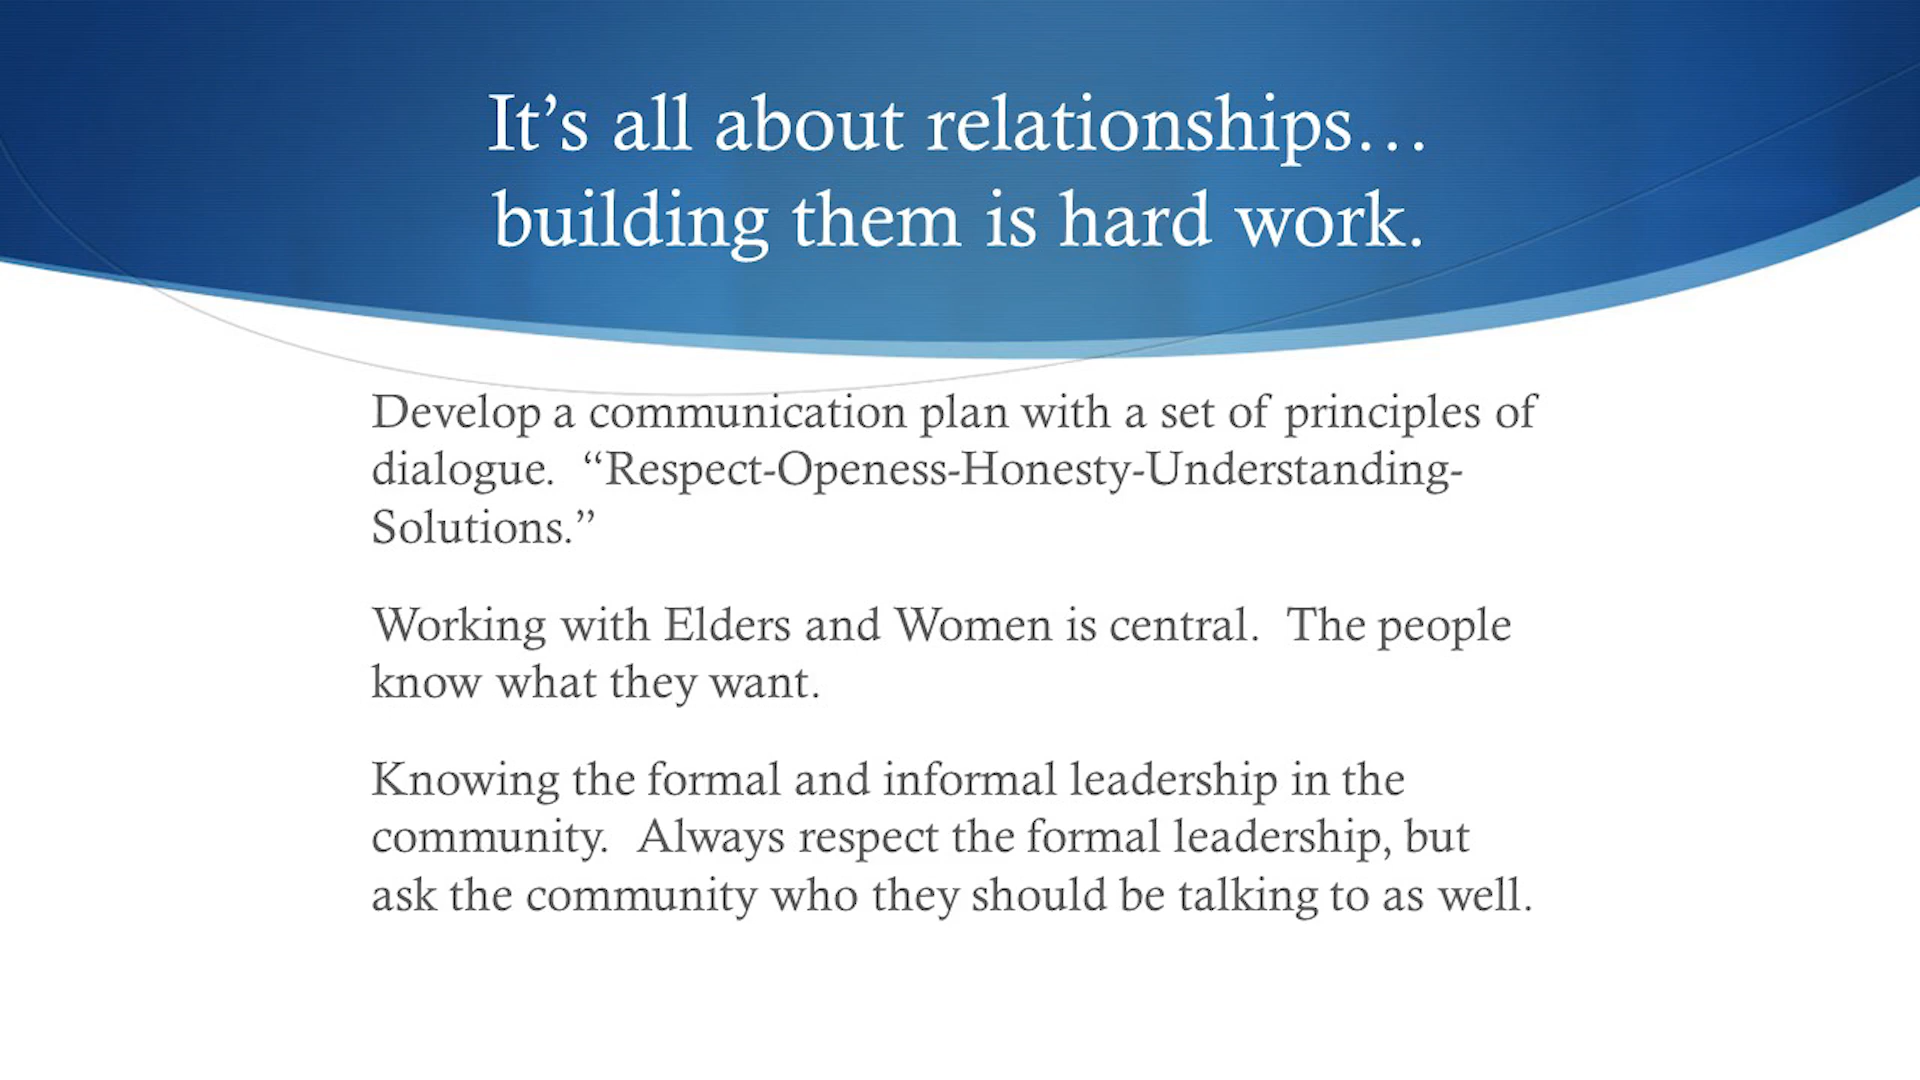 It’s all about relationships…
building them is hard work.
Develop a communication plan with a set of principles of
dialogue.  “Respect-Openess-Honesty-Understanding-
Solutions.”
Working with Elders and Women is central.  The people
know what they want.
Knowing the formal and informal leadership in the
community.  Always respect the formal leadership, but
ask the community who they should be talking to as well.